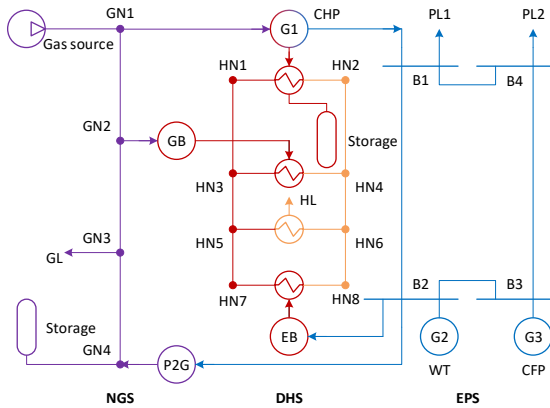 GN1
G1
CHP
PL1
PL2
Gas source
HN1
HN2
B1
B4
GN2
GB
Storage
HN3
HN4
HL
GN3
GL
HN5
HN6
HN7
HN8
B2
B3
Storage
GN4
P2G
EB
G2
G3
WT
CFP
NGS
DHS
EPS